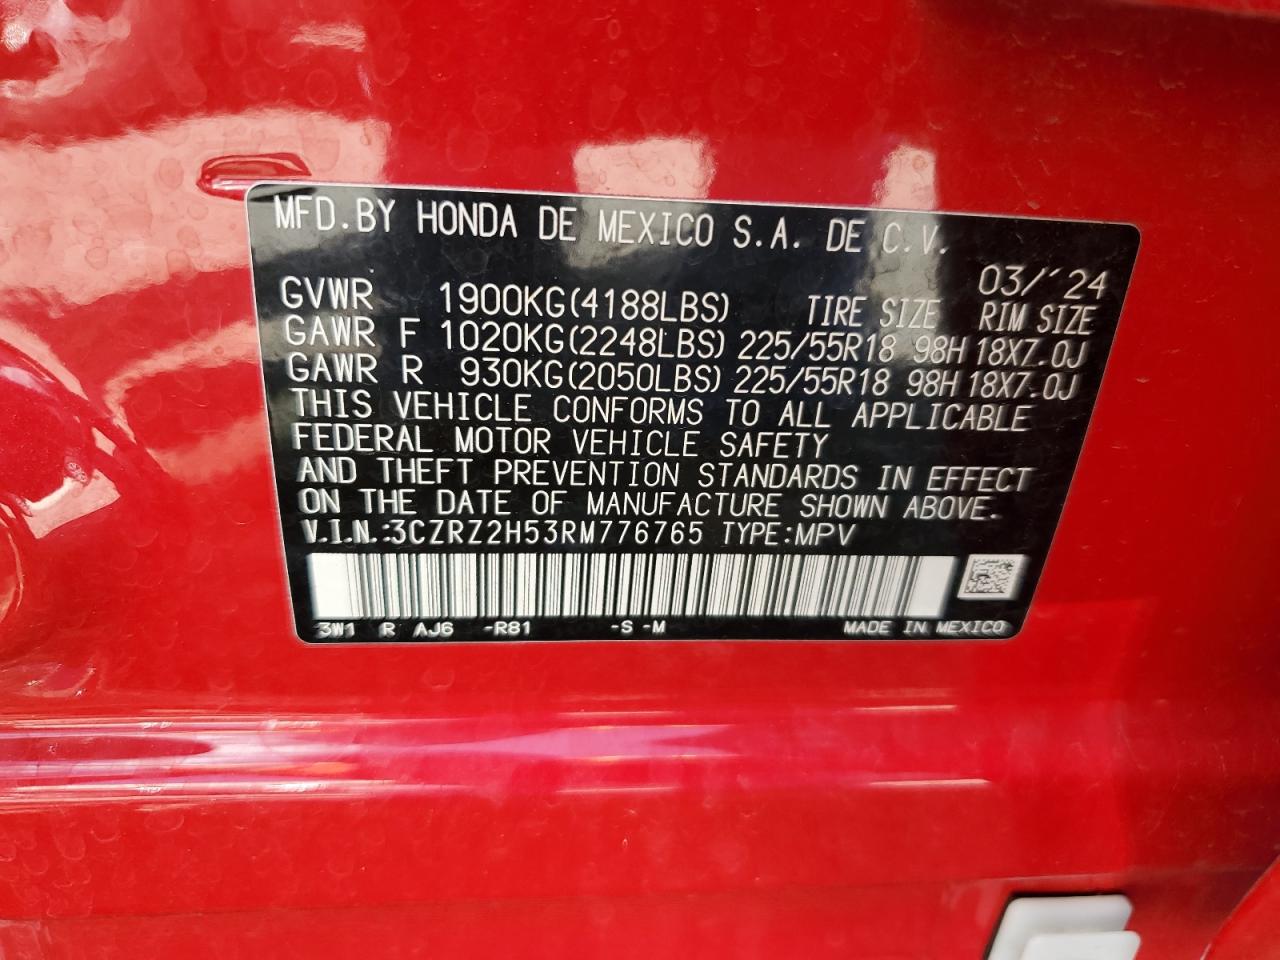 MFD.BY HONDA DE MEXICO S.A. DE C.V.
03/'24
GVWR 1900KG(4188LBS) TIRE SIZE RIM SIZE
GAWR F 1020KG(2248LBS) 225/55R18 98H 18X7.0J
GAWR R 930KG(2050LBS) 225/55R18 98H 18X7.0J
THIS VEHICLE CONFORMS TO ALL APPLICABLE
FEDERAL MOTOR VEHICLE SAFETY
AND THEFT PREVENTION STANDARDS IN EFFECT
ON THE DATE OF MANUFACTURE SHOWN ABOVE.
V.I.N.:3CZRZ2H53RM776765 TYPE:MPV
3W1 R AJ6 -R81 -S -M MADE IN MEXICO